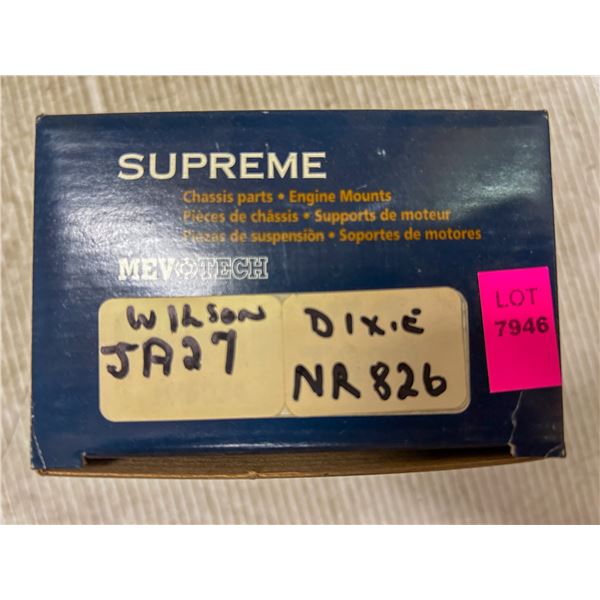 SUPREME
Chassis parts • Engine Mounts
Pièces de châssis • Supports de moteur
Piezas de suspensiòn • Soportes de motores
MEVOTECH
LOT
7946
WILSON
JA27
DIXIE
NR826